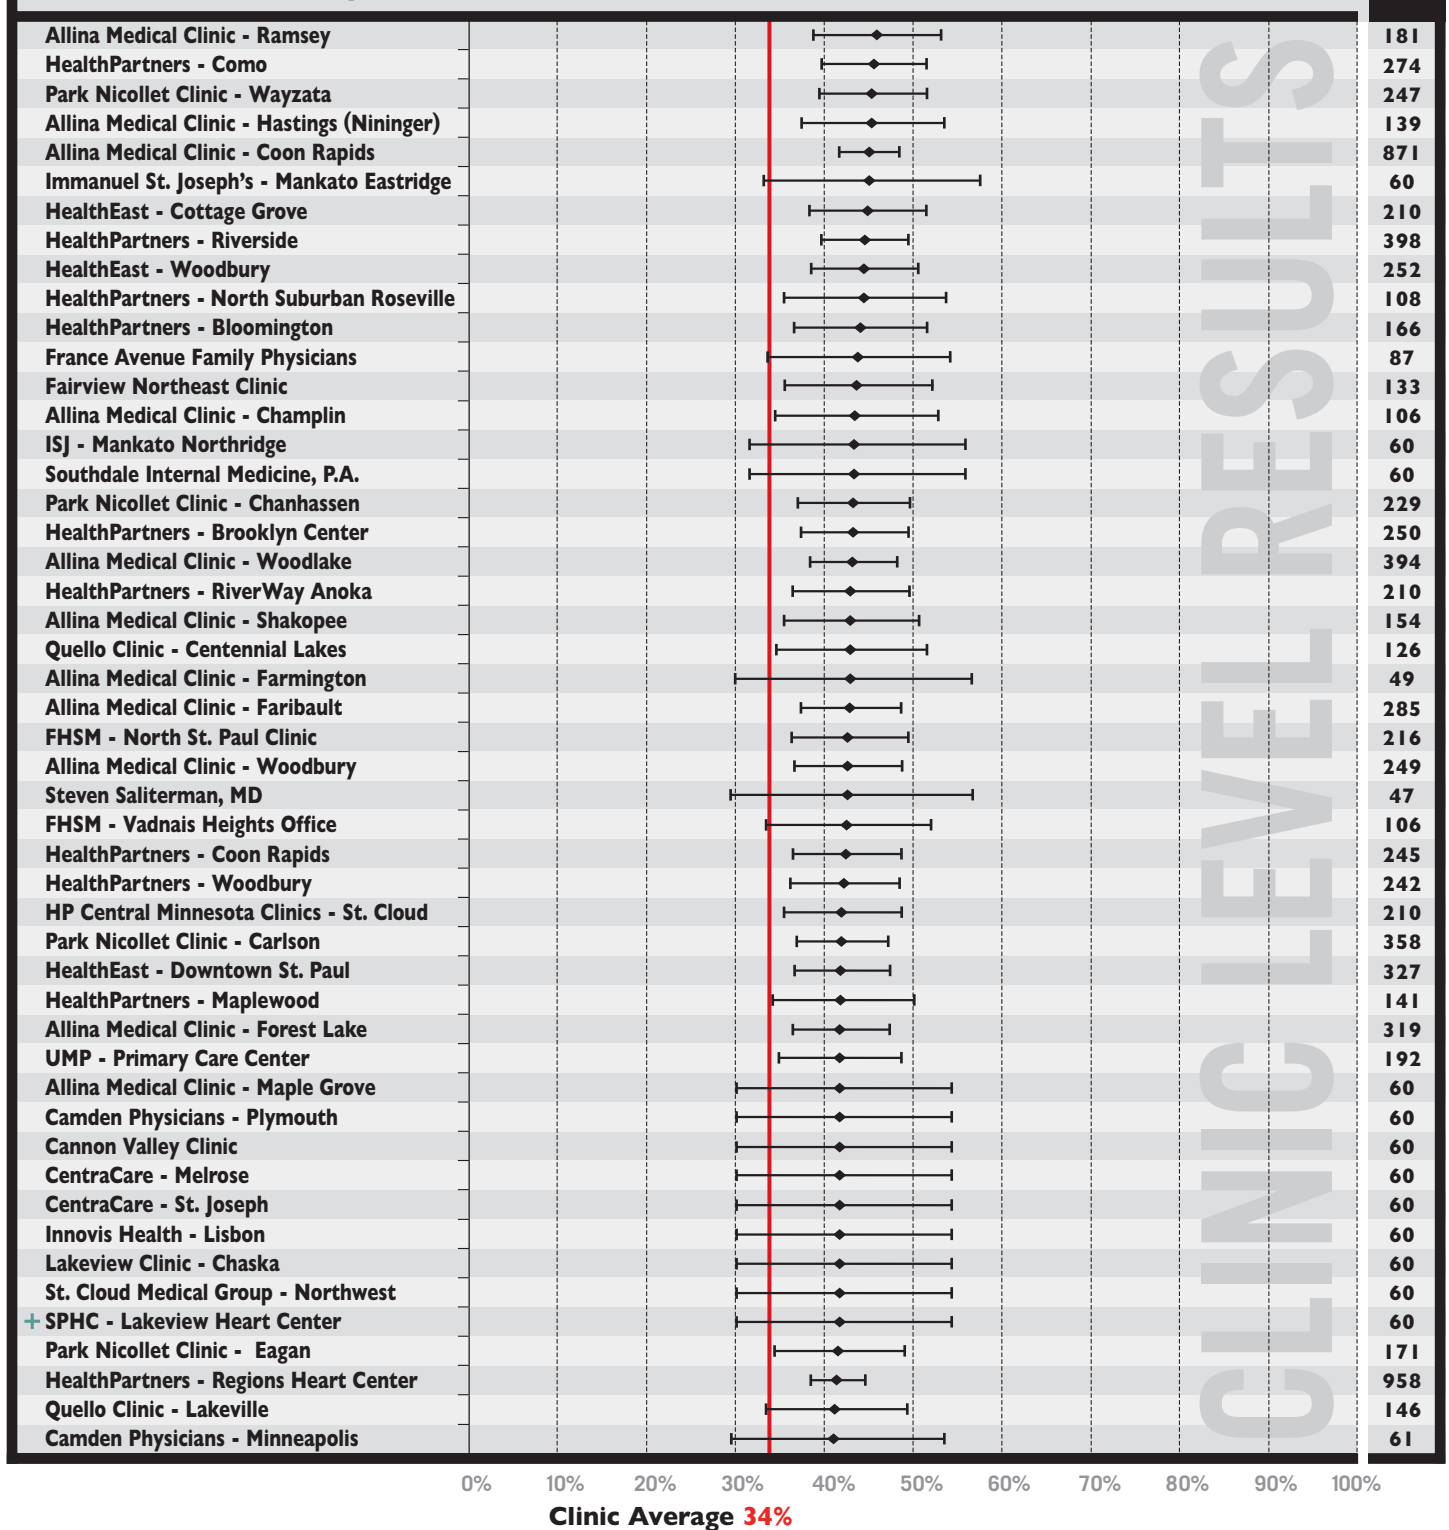 Allina Medical Clinic - Ramsey 181
HealthPartners - Como 274
Park Nicollet Clinic - Wayzata 247
Allina Medical Clinic - Hastings (Nininger) 139
Allina Medical Clinic - Coon Rapids 871
Immanuel St. Joseph's - Mankato Eastridge 60
HealthEast - Cottage Grove 210
HealthPartners - Riverside 398
HealthEast - Woodbury 252
HealthPartners - North Suburban Roseville 108
HealthPartners - Bloomington 166
France Avenue Family Physicians 87
Fairview Northeast Clinic 133
Allina Medical Clinic - Champlin 106
ISJ - Mankato Northridge 60
Southdale Internal Medicine, P.A. 60
Park Nicollet Clinic - Chanhassen 229
HealthPartners - Brooklyn Center 250
Allina Medical Clinic - Woodlake 394
HealthPartners - RiverWay Anoka 210
Allina Medical Clinic - Shakopee 154
Quello Clinic - Centennial Lakes 126
Allina Medical Clinic - Farmington 49
Allina Medical Clinic - Faribault 285
FHSM - North St. Paul Clinic 216
Allina Medical Clinic - Woodbury 249
Steven Saliterman, MD 47
FHSM - Vadnais Heights Office 106
HealthPartners - Coon Rapids 245
HealthPartners - Woodbury 242
HP Central Minnesota Clinics - St. Cloud 210
Park Nicollet Clinic - Carlson 358
HealthEast - Downtown St. Paul 327
HealthPartners - Maplewood 141
Allina Medical Clinic - Forest Lake 319
UMP - Primary Care Center 192
Allina Medical Clinic - Maple Grove 60
Camden Physicians - Plymouth 60
Cannon Valley Clinic 60
CentraCare - Melrose 60
CentraCare - St. Joseph 60
Innovis Health - Lisbon 60
Lakeview Clinic - Chaska 60
St. Cloud Medical Group - Northwest 60
+ SPHC - Lakeview Heart Center 60
Park Nicollet Clinic - Eagan 171
HealthPartners - Regions Heart Center 958
Quello Clinic - Lakeville 146
Camden Physicians - Minneapolis 61
CLINIC LEVEL RESULTS
0% 10% 20% 30% 40% 50% 60% 70% 80% 90% 100%
Clinic Average 34%